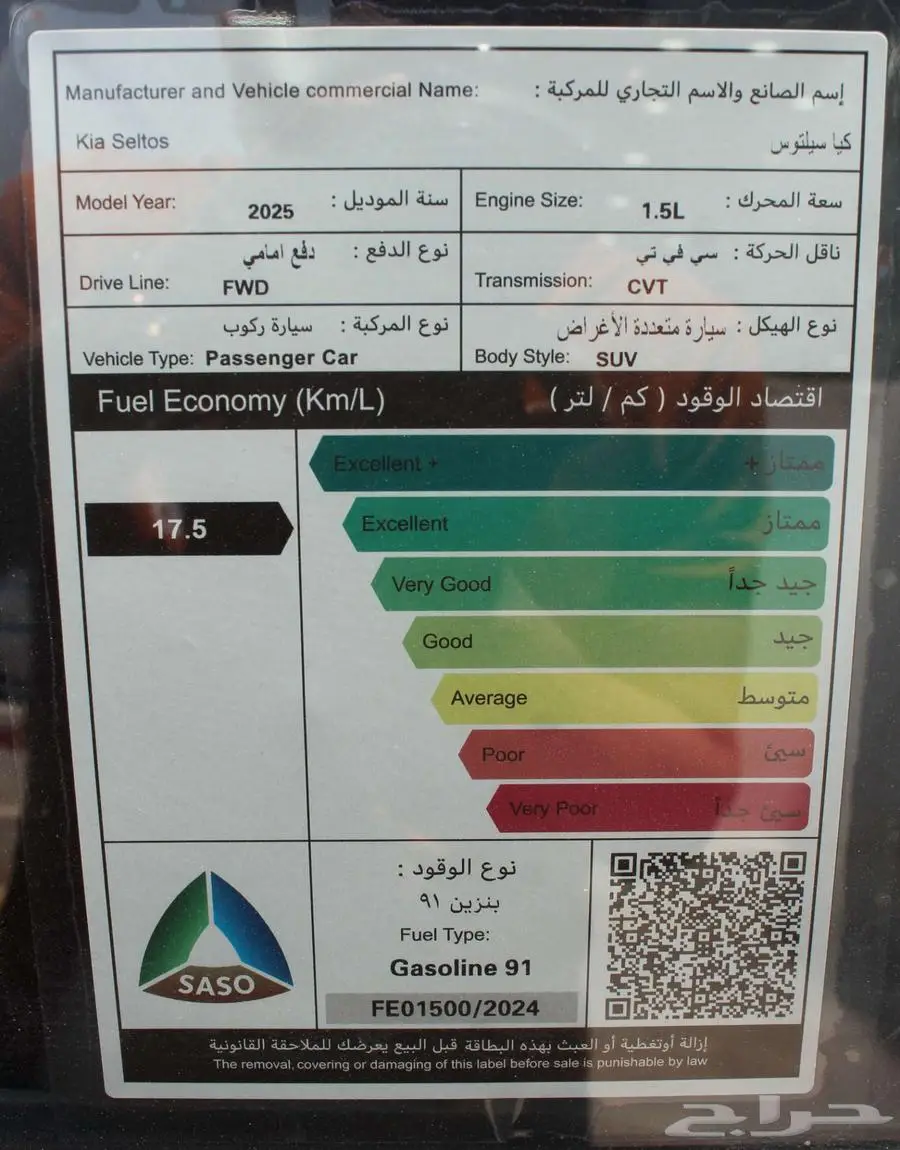 Manufacturer and Vehicle commercial Name: إسم الصانع والاسم التجاري للمركبة :
Kia Seltos كيا سيلتوس
Model Year: 2025 سنة الموديل :
Engine Size: 1.5L سعة المحرك :
نوع الدفع : دفع امامي
Drive Line: FWD
ناقل الحركة : سي في تي
Transmission: CVT
نوع المركبة : سيارة ركوب
Vehicle Type: Passenger Car
نوع الهيكل : سيارة متعددة الأغراض
Body Style: SUV
Fuel Economy (Km/L) اقتصاد الوقود ( كم / لتر )
Excellent + ممتاز +
17.5
Excellent ممتاز
Very Good جيد جداً
Good جيد
Average متوسط
Poor سيئ
Very Poor سيئ جداً
SASO
نوع الوقود :
بنزين ٩١
Fuel Type:
Gasoline 91
FE01500/2024
إزالة أوتغطية أو العبث بهذه البطاقة قبل البيع يعرضك للملاحقة القانونية
The removal, covering or damaging of this label before sale is punishable by law
حراج